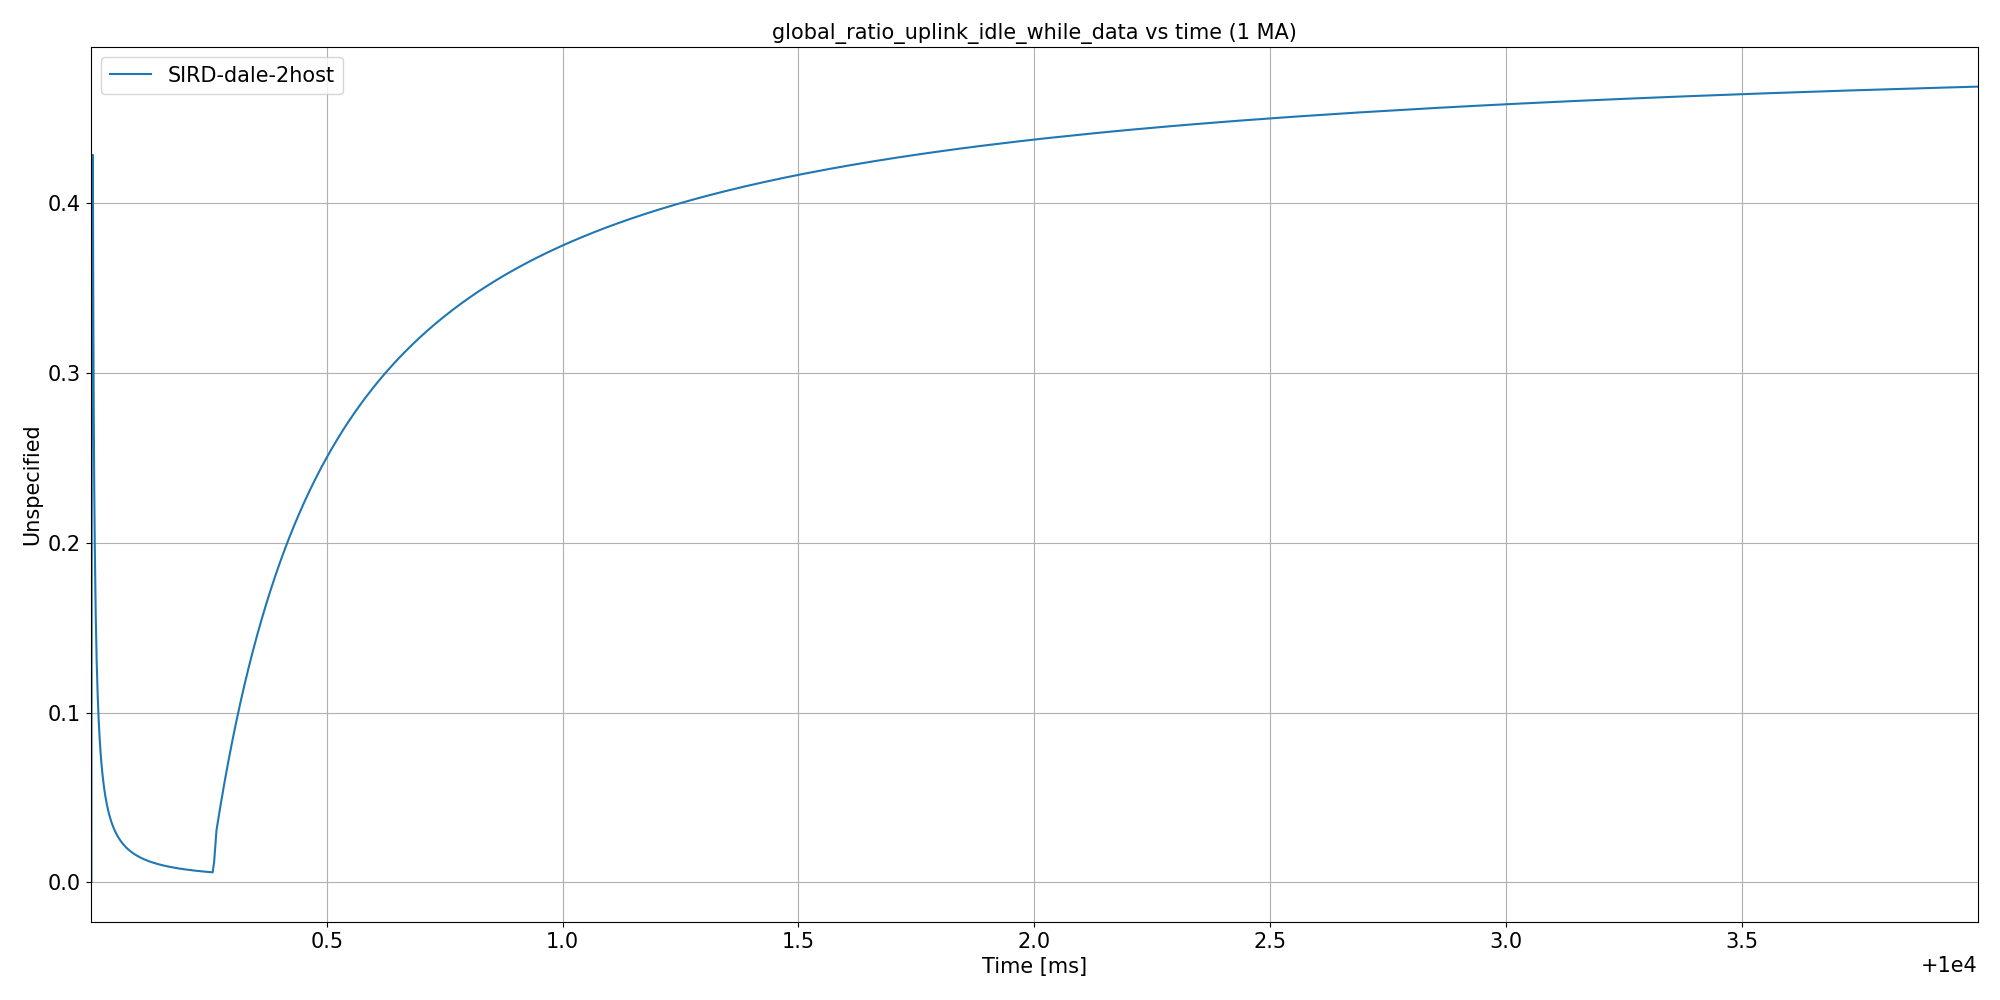 global_ratio_uplink_idle_while_data vs time (1 MA)
SIRD-dale-2host
Unspecified
0.4
0.3
0.2
0.1
0.0
0.5 1.0 1.5 2.0 2.5 3.0 3.5
Time [ms]
+1e4